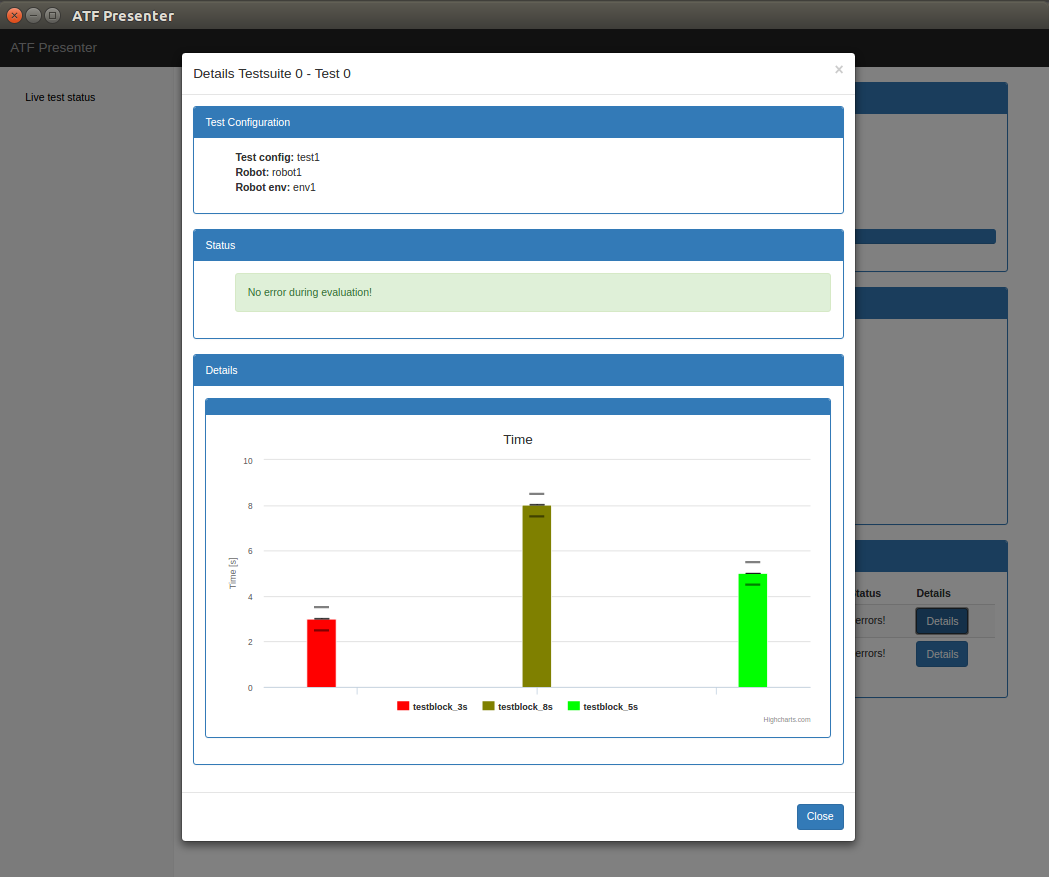 ATF Presenter
ATF Presenter
Live test status
Details Testsuite 0 - Test 0
×
Test Configuration
Test config: test1
Robot: robot1
Robot env: env1
Status
No error during evaluation!
Details
Time
10
8
6
4
2
0
Time [s]
testblock_3s testblock_8s testblock_5s
Highcharts.com
Close
tatus Details
errors! Details
errors! Details